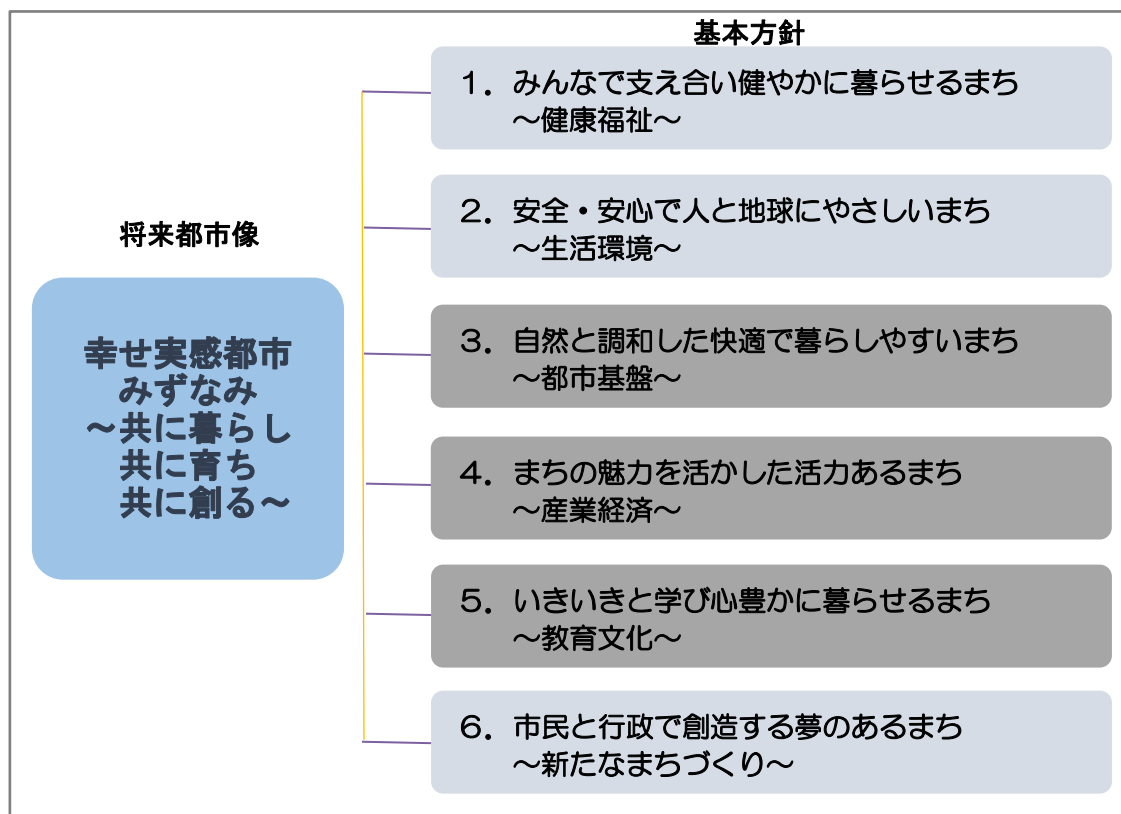 将来都市像
幸せ実感都市
みずなみ
～共に暮らし
共に育ち
共に創る～
基本方針
１．みんなで支え合い健やかに暮らせるまち
～健康福祉～
２．安全・安心で人と地球にやさしいまち
～生活環境～
３．自然と調和した快適で暮らしやすいまち
～都市基盤～
４．まちの魅力を活かした活力あるまち
～産業経済～
５．いきいきと学び心豊かに暮らせるまち
～教育文化～
６．市民と行政で創造する夢のあるまち
～新たなまちづくり～